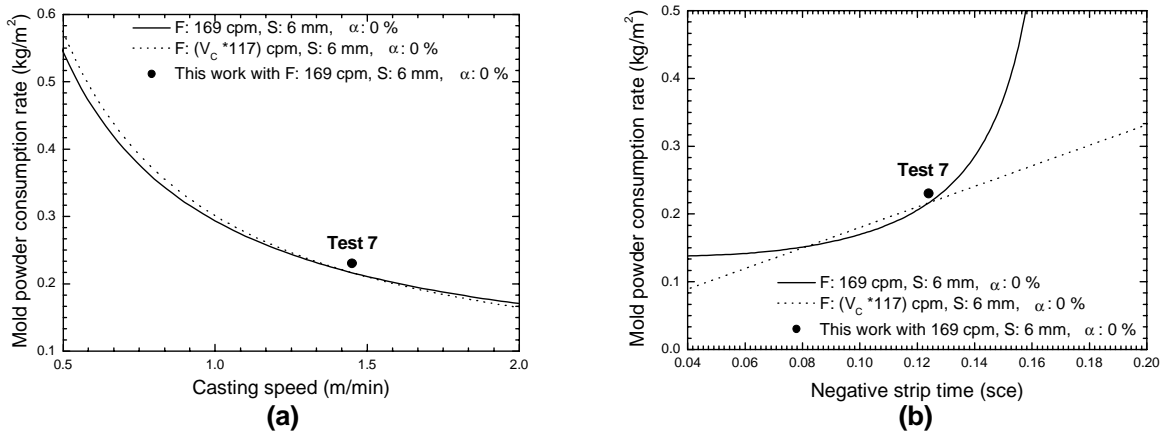 0.6
0.5
0.4
0.3
0.2
0.1
Mold powder consumption rate (kg/m²)
F: 169 cpm, S: 6 mm, α: 0 %
F: (V_C *117) cpm, S: 6 mm, α: 0 %
This work with F: 169 cpm, S: 6 mm, α: 0 %
Test 7
0.5 1.0 1.5 2.0
Casting speed (m/min)
(a)
0.5
0.4
0.3
0.2
0.1
0.0
Mold powder consumption rate (kg/m²)
Test 7
F: 169 cpm, S: 6 mm, α: 0 %
F: (V_C *117) cpm, S: 6 mm, α: 0 %
This work with 169 cpm, S: 6 mm, α: 0 %
0.04 0.06 0.08 0.10 0.12 0.14 0.16 0.18 0.20
Negative strip time (sce)
(b)